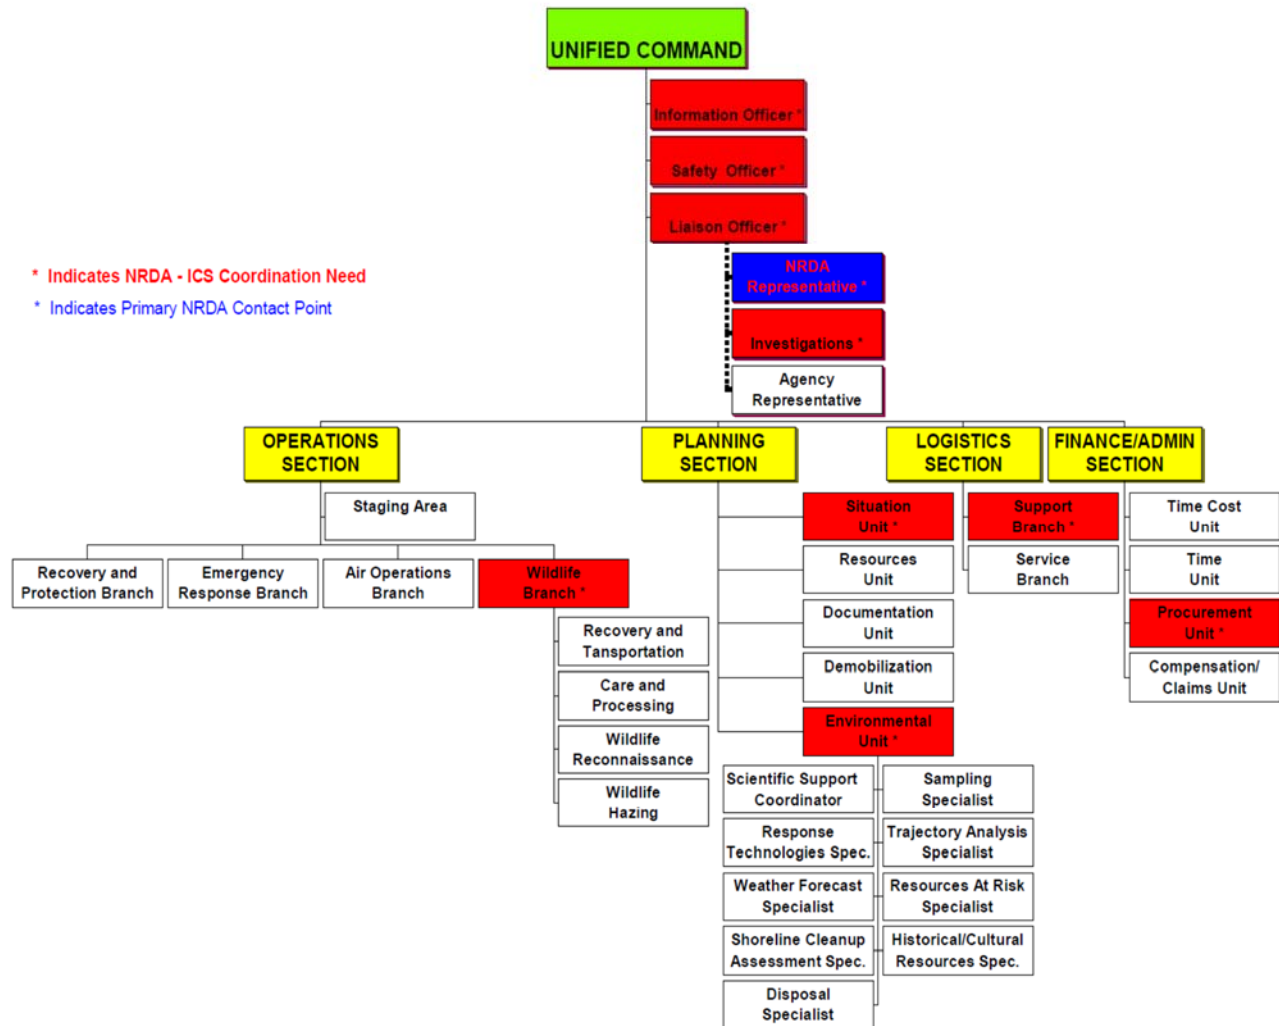 UNIFIED COMMAND
Information Officer *
Safety Officer *
Liaison Officer *
* Indicates NRDA - ICS Coordination Need
* Indicates Primary NRDA Contact Point
NRDA
Representative *
Investigations *
Agency
Representative
OPERATIONS
SECTION
PLANNING
SECTION
LOGISTICS
SECTION
FINANCE/ADMIN
SECTION
Staging Area
Recovery and
Protection Branch
Emergency
Response Branch
Air Operations
Branch
Wildlife
Branch *
Recovery and
Tansportation
Care and
Processing
Wildlife
Reconnaissance
Wildlife
Hazing
Situation
Unit *
Resources
Unit
Documentation
Unit
Demobilization
Unit
Environmental
Unit *
Scientific Support
Coordinator
Sampling
Specialist
Response
Technologies Spec.
Trajectory Analysis
Specialist
Weather Forecast
Specialist
Resources At Risk
Specialist
Shoreline Cleanup
Assessment Spec.
Historical/Cultural
Resources Spec.
Disposal
Specialist
Support
Branch *
Service
Branch
Time Cost
Unit
Time
Unit
Procurement
Unit *
Compensation/
Claims Unit